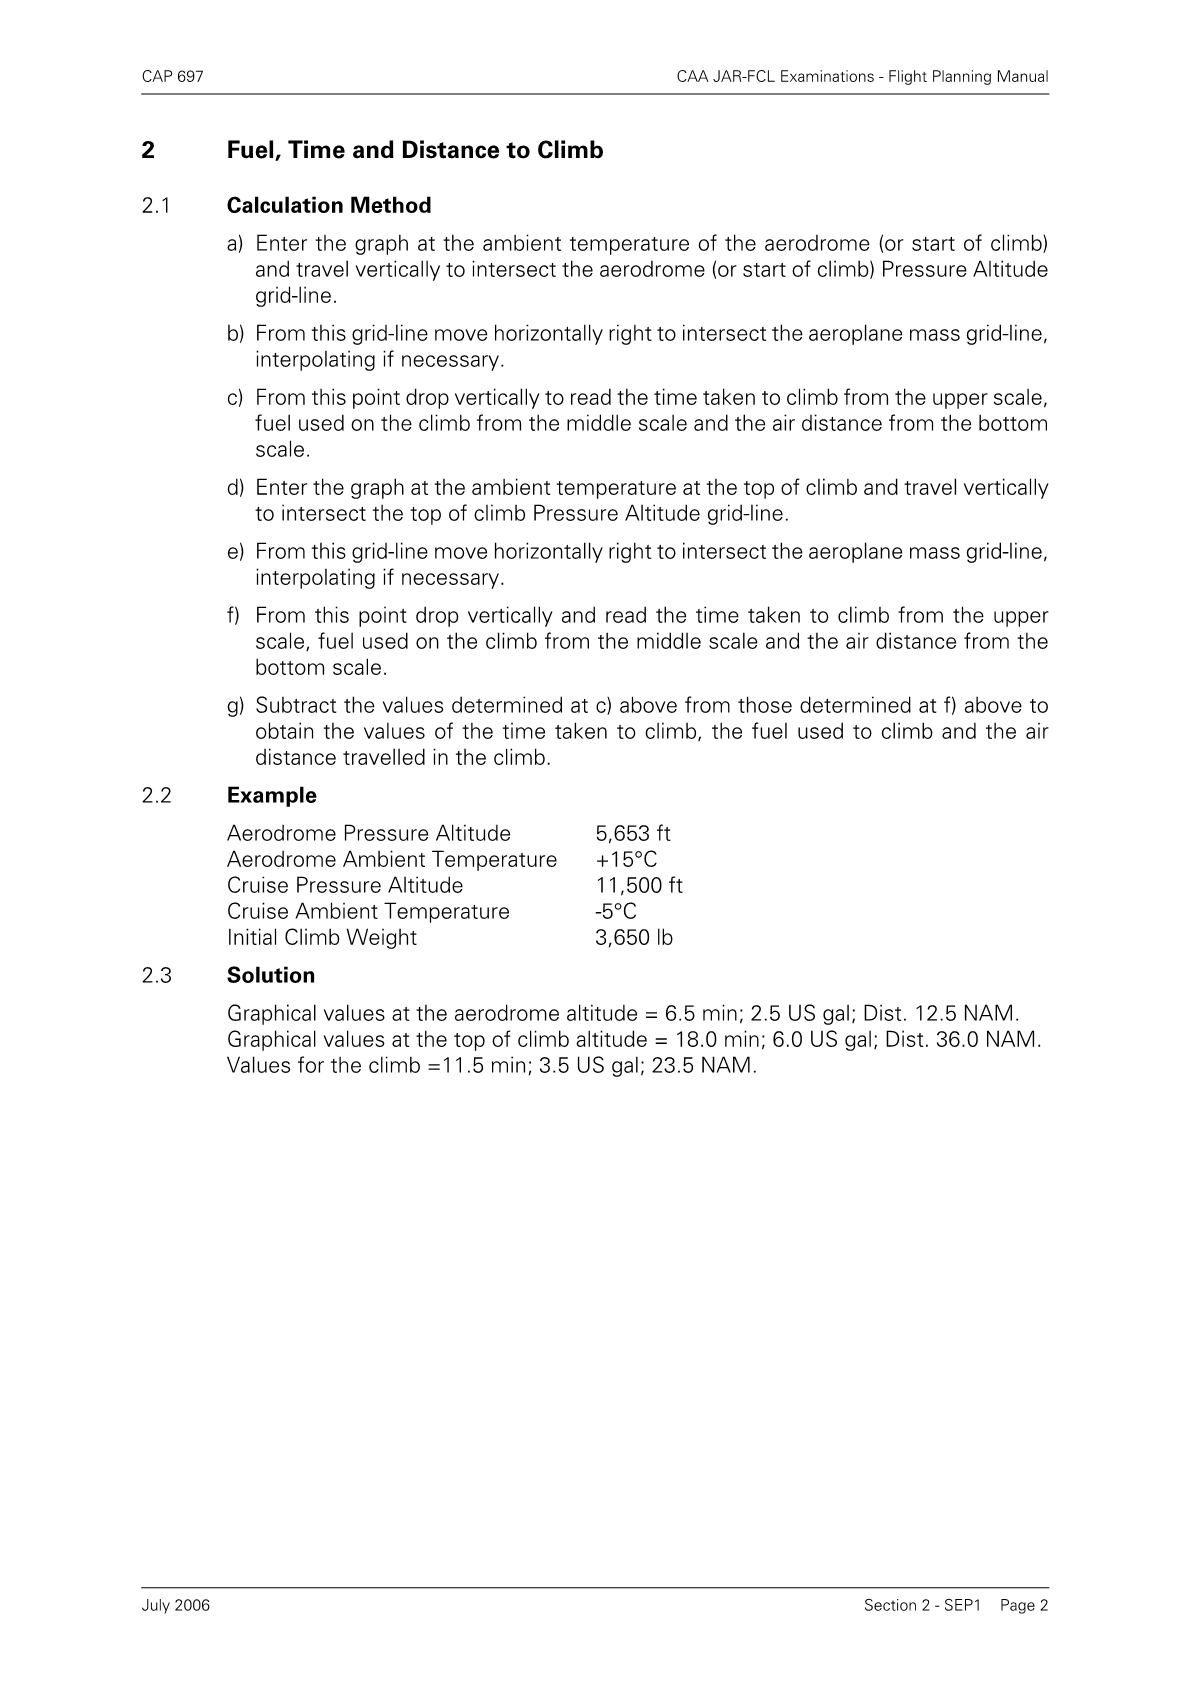 CAP 697 CAA JAR-FCL Examinations - Flight Planning Manual
2 Fuel, Time and Distance to Climb
2.1 Calculation Method
a) Enter the graph at the ambient temperature of the aerodrome (or start of climb)
and travel vertically to intersect the aerodrome (or start of climb) Pressure Altitude
grid-line.
b) From this grid-line move horizontally right to intersect the aeroplane mass grid-line,
interpolating if necessary.
c) From this point drop vertically to read the time taken to climb from the upper scale,
fuel used on the climb from the middle scale and the air distance from the bottom
scale.
d) Enter the graph at the ambient temperature at the top of climb and travel vertically
to intersect the top of climb Pressure Altitude grid-line.
e) From this grid-line move horizontally right to intersect the aeroplane mass grid-line,
interpolating if necessary.
f) From this point drop vertically and read the time taken to climb from the upper
scale, fuel used on the climb from the middle scale and the air distance from the
bottom scale.
g) Subtract the values determined at c) above from those determined at f) above to
obtain the values of the time taken to climb, the fuel used to climb and the air
distance travelled in the climb.
2.2 Example
Aerodrome Pressure Altitude 5,653 ft
Aerodrome Ambient Temperature +15°C
Cruise Pressure Altitude 11,500 ft
Cruise Ambient Temperature -5°C
Initial Climb Weight 3,650 lb
2.3 Solution
Graphical values at the aerodrome altitude = 6.5 min; 2.5 US gal; Dist. 12.5 NAM.
Graphical values at the top of climb altitude = 18.0 min; 6.0 US gal; Dist. 36.0 NAM.
Values for the climb =11.5 min; 3.5 US gal; 23.5 NAM.
July 2006 Section 2 - SEP1 Page 2